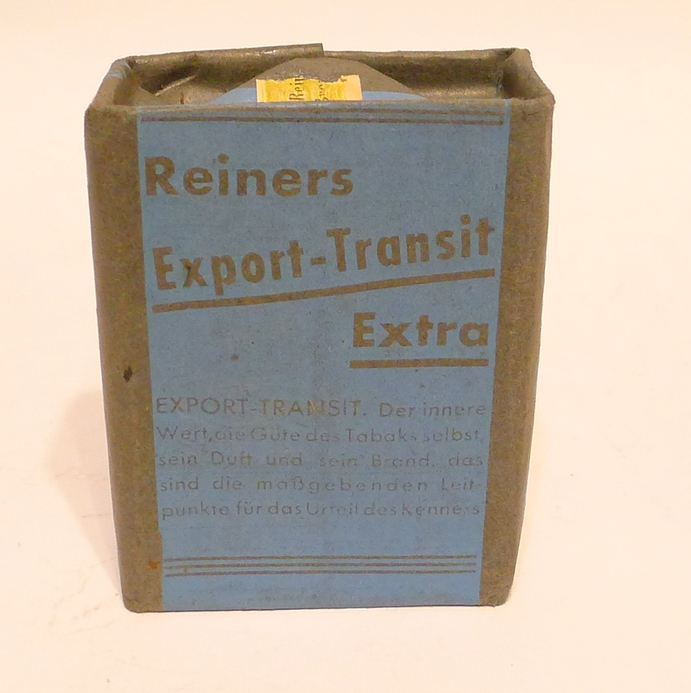 Reiners
Export-Transit
Extra
EXPORT-TRANSIT. Der innere
Wert, die Güte des Tabaks selbst,
sein Duft und sein Brand, das
sind die maßgebenden Leit-
punkte für das Urteil des Kenners